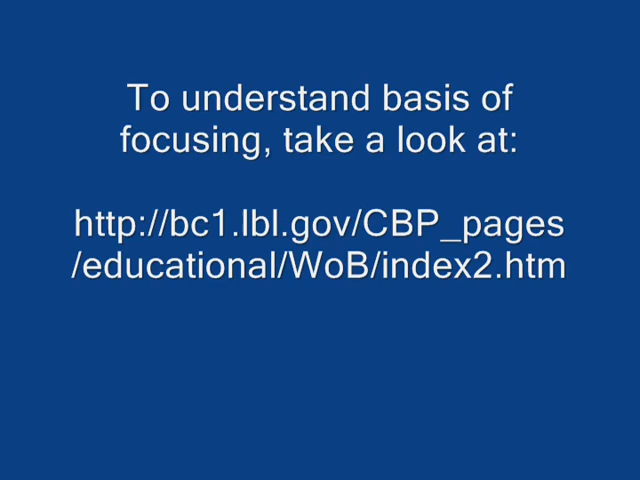 To understand basis of
focusing, take a look at:
http://bc1.lbl.gov/CBP_pages
/educational/WoB/index2.htm